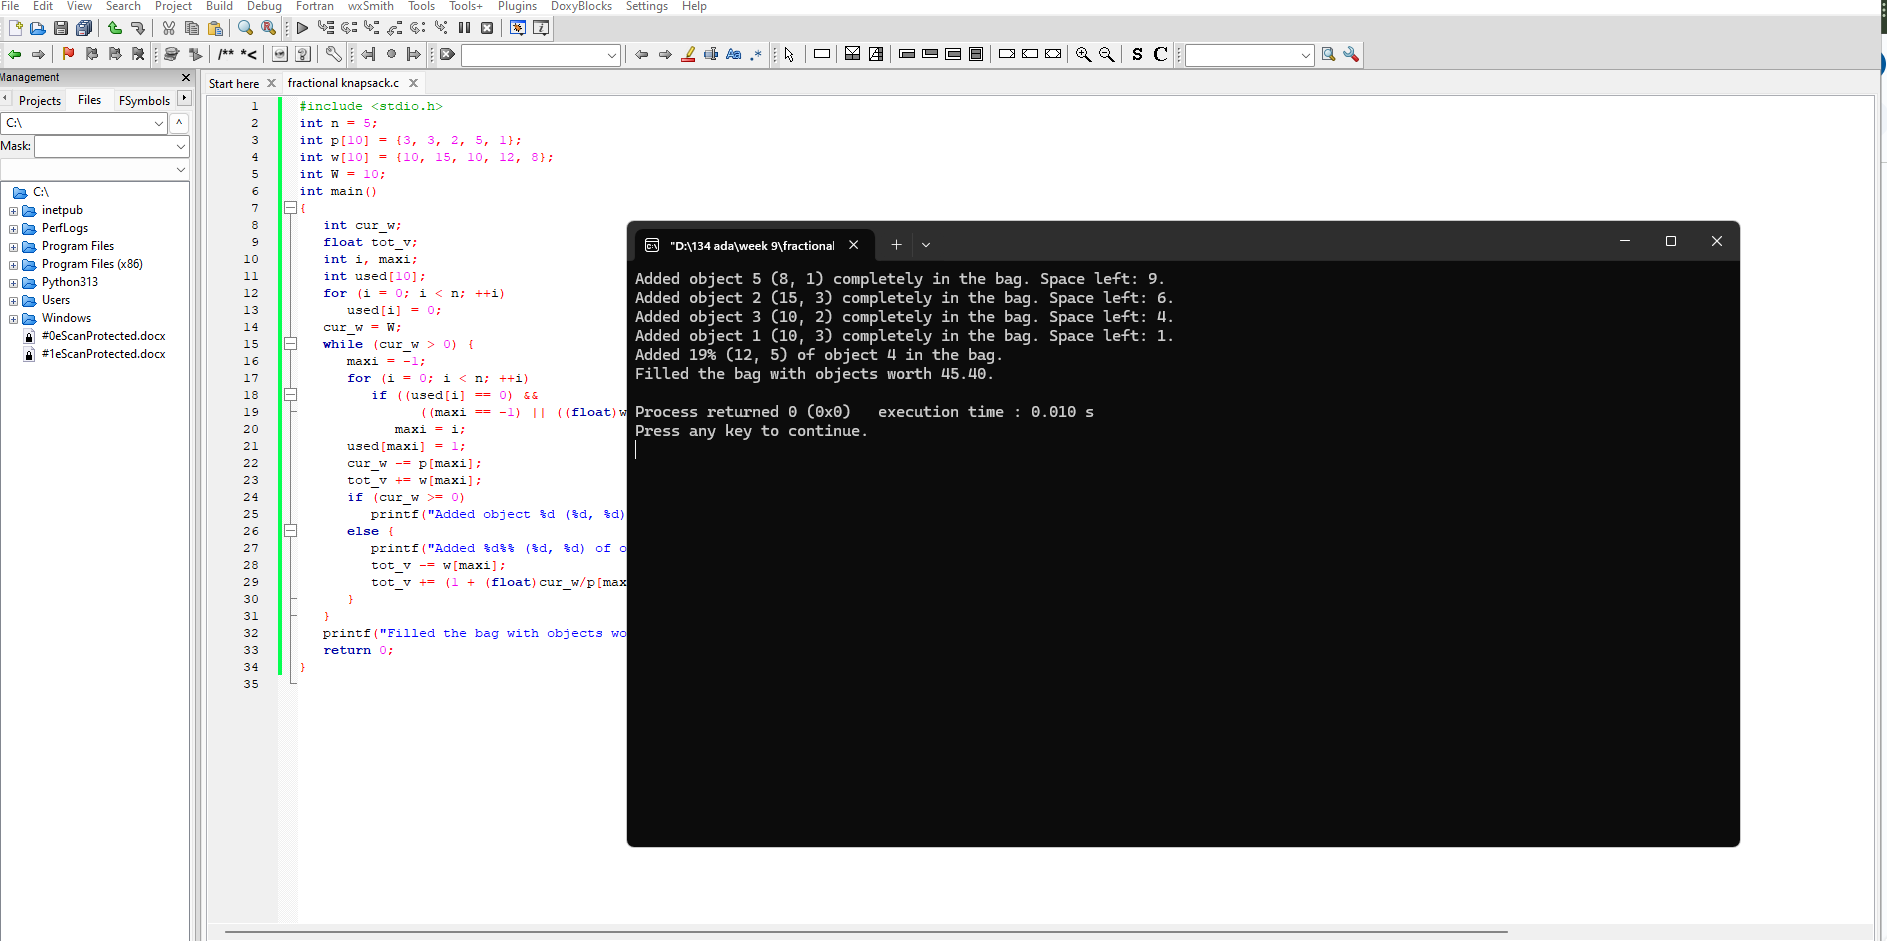 File Edit View Search Project Build Debug Fortran wxSmith Tools Tools+ Plugins DoxyBlocks Settings Help
/** *<
Aa .*
S C
Management
Projects Files FSymbols
C:\
Mask:
C:\
inetpub
PerfLogs
Program Files
Program Files (x86)
Python313
Users
Windows
#0eScanProtected.docx
#1eScanProtected.docx
Start here fractional knapsack.c
1 #include <stdio.h>
2 int n = 5;
3 int p[10] = {3, 3, 2, 5, 1};
4 int w[10] = {10, 15, 10, 12, 8};
5 int W = 10;
6 int main()
7 {
8 int cur_w;
9 float tot_v;
10 int i, maxi;
11 int used[10];
12 for (i = 0; i < n; ++i)
13 used[i] = 0;
14 cur_w = W;
15 while (cur_w > 0) {
16 maxi = -1;
17 for (i = 0; i < n; ++i)
18 if ((used[i] == 0) &&
19 ((maxi == -1) || ((float)w
20 maxi = i;
21 used[maxi] = 1;
22 cur_w -= p[maxi];
23 tot_v += w[maxi];
24 if (cur_w >= 0)
25 printf("Added object %d (%d, %d)
26 else {
27 printf("Added %d%% (%d, %d) of o
28 tot_v -= w[maxi];
29 tot_v += (1 + (float)cur_w/p[max
30 }
31 }
32 printf("Filled the bag with objects wo
33 return 0;
34 }
35
"D:\134 ada\week 9\fractional
Added object 5 (8, 1) completely in the bag. Space left: 9.
Added object 2 (15, 3) completely in the bag. Space left: 6.
Added object 3 (10, 2) completely in the bag. Space left: 4.
Added object 1 (10, 3) completely in the bag. Space left: 1.
Added 19% (12, 5) of object 4 in the bag.
Filled the bag with objects worth 45.40.
Process returned 0 (0x0) execution time : 0.010 s
Press any key to continue.